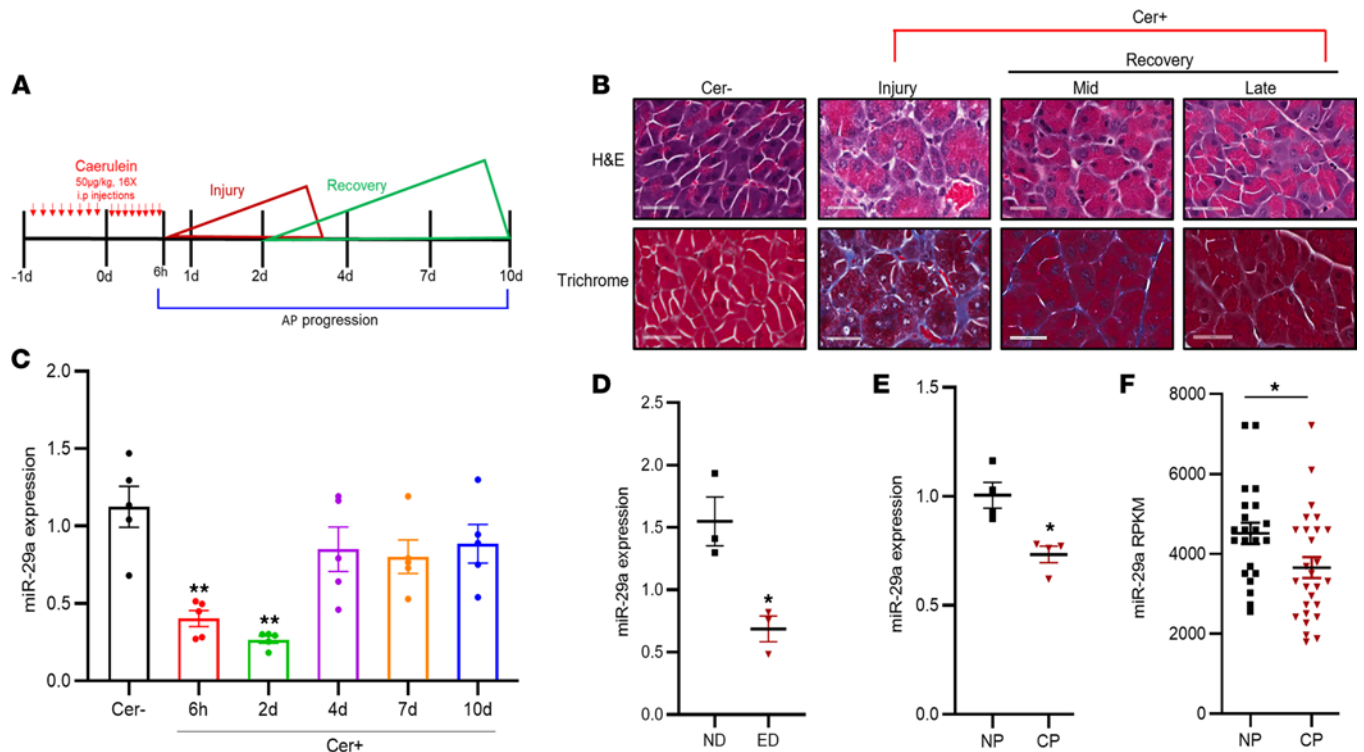 A
Caerulein
50µg/kg, 16X
i.p injections
Injury
Recovery
-1d
0d
6h
1d
2d
4d
7d
10d
AP progression
B
Cer+
Recovery
Cer-
Injury
Mid
Late
H&E
Trichrome
C
miR-29a expression
2.0
1.5
1.0
0.5
0.0
**
**
Cer-
6h
2d
4d
7d
10d
Cer+
D
miR-29a expression
2.5
2.0
1.5
1.0
0.5
0.0
*
ND
ED
E
miR-29a expression
1.5
1.0
0.5
0.0
*
NP
CP
F
miR-29a RPKM
8000
6000
4000
2000
0
*
NP
CP